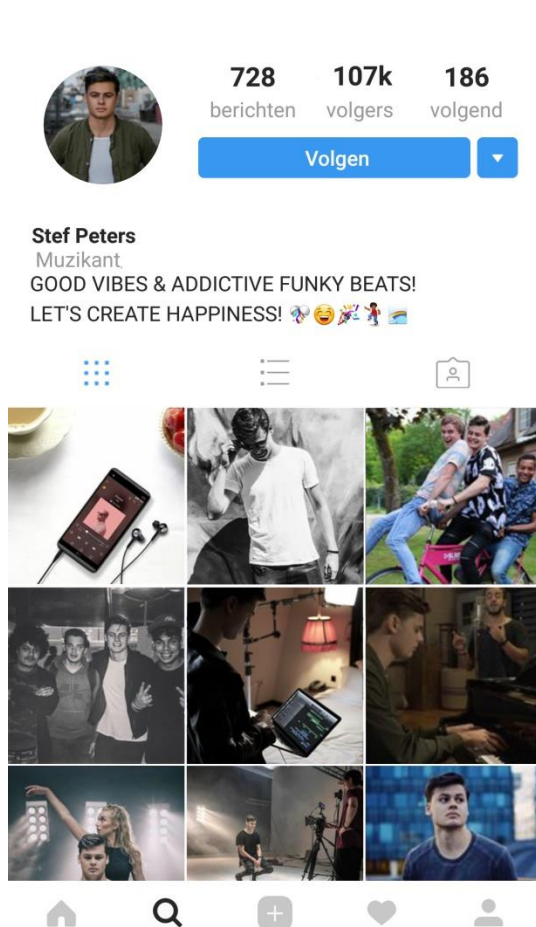 728 107k 186
berichten volgers volgend
Volgen
Stef Peters
Muzikant
GOOD VIBES & ADDICTIVE FUNKY BEATS!
LET'S CREATE HAPPINESS!